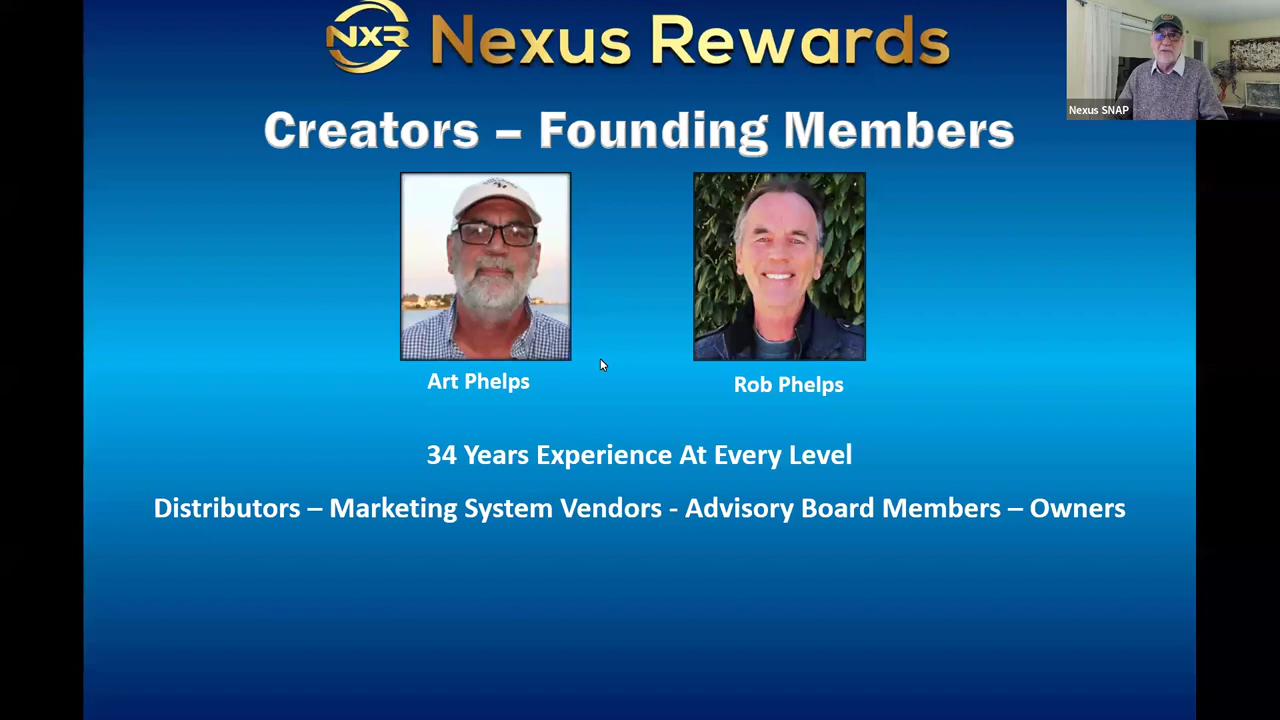 NXR Nexus Rewards
Nexus SNAP
Creators – Founding Members
Art Phelps
Rob Phelps
34 Years Experience At Every Level
Distributors – Marketing System Vendors - Advisory Board Members – Owners